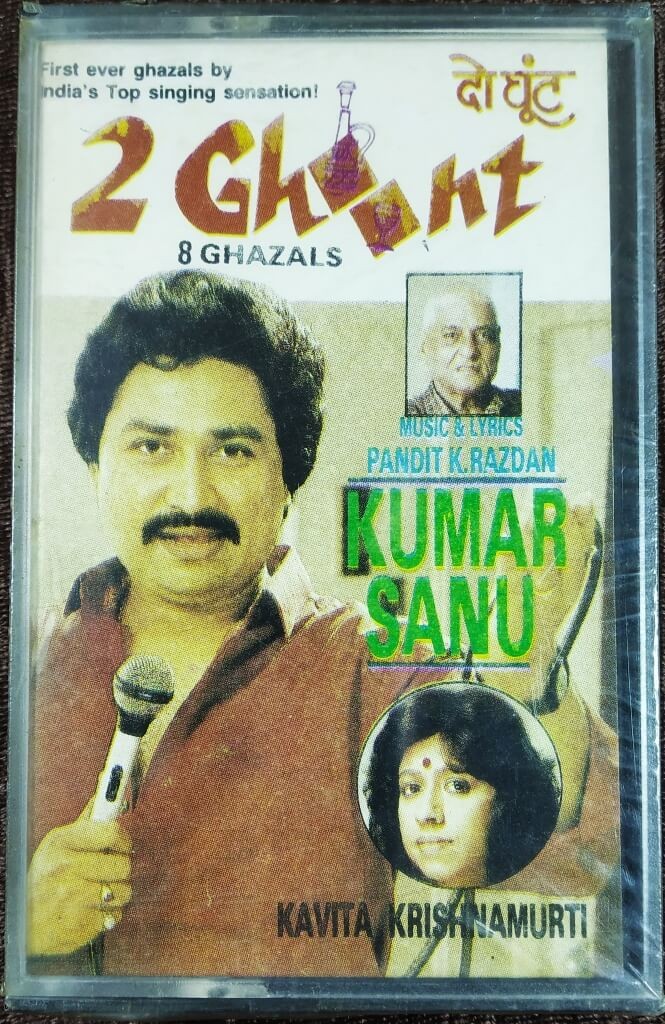 First ever ghazals by
India's Top singing sensation!
दो घूंट
2 Ghoont
8 GHAZALS
MUSIC & LYRICS
PANDIT K.RAZDAN
KUMAR
SANU
KAVITA KRISHNAMURTI